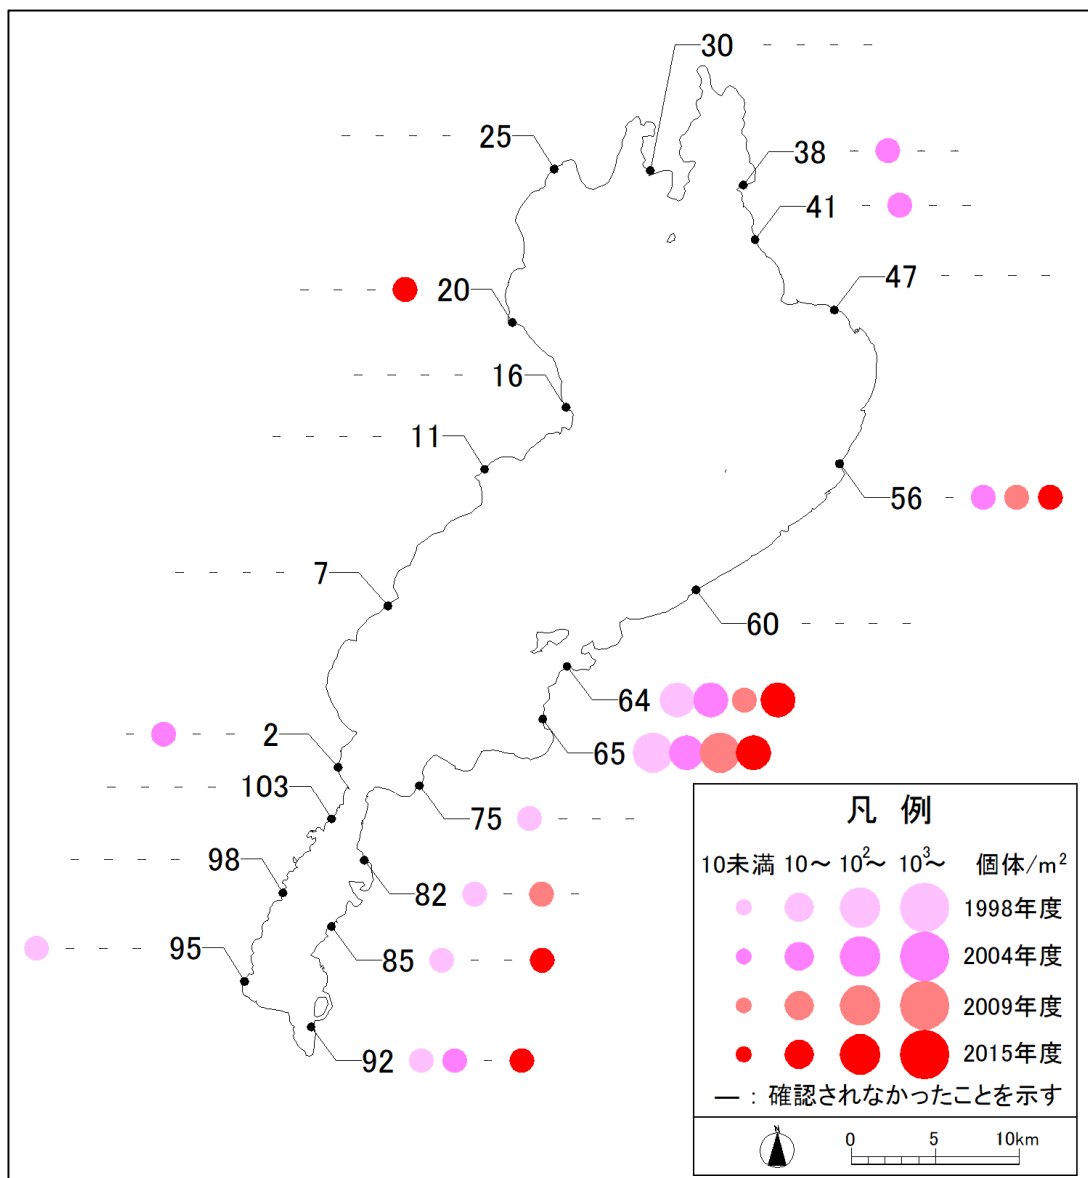 30 - - - -
25 - - - -
38 - - -
41 - - -
47 - - - -
20 - - -
16 - - - -
11 - - - -
56 -
7 - - - -
60 - - - -
64
65
2 - - -
103 - - - -
75 - - -
98 - - - -
82 - -
95 - - -
85 - -
92 -
凡 例
10未満 10～ 10²～ 10³～ 個体/m²
1998年度
2004年度
2009年度
2015年度
― : 確認されなかったことを示す
N
0 5 10km